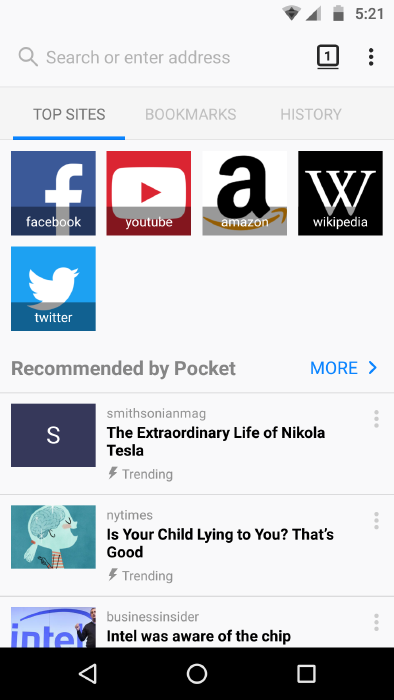 5:21
Search or enter address
1
TOP SITES
BOOKMARKS
HISTORY
facebook
youtube
amazon
wikipedia
twitter
Recommended by Pocket
MORE
S
smithsonianmag
The Extraordinary Life of Nikola
Tesla
Trending
nytimes
Is Your Child Lying to You? That’s
Good
Trending
businessinsider
Intel was aware of the chip
intel